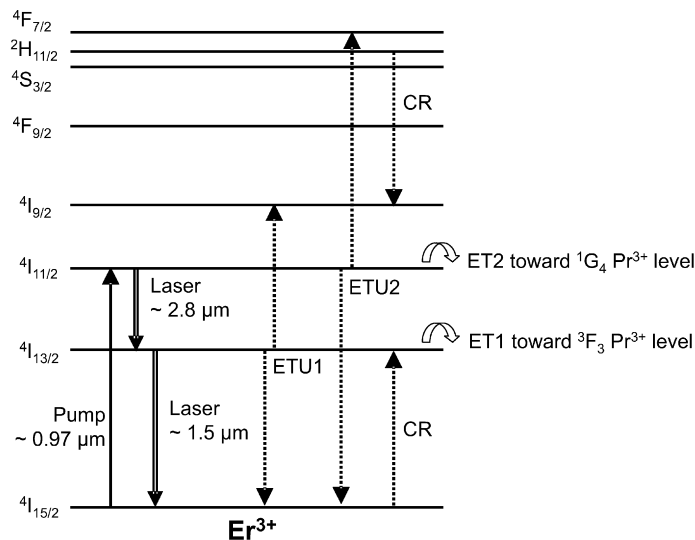 ⁴F₇/₂
²H₁₁/₂
⁴S₃/₂
CR
⁴F₉/₂
⁴I₉/₂
⁴I₁₁/₂
ET2 toward ¹G₄ Pr³⁺ level
Laser
~ 2.8 µm
ETU2
⁴I₁₃/₂
ET1 toward ³F₃ Pr³⁺ level
ETU1
Pump
~ 0.97 µm
Laser
~ 1.5 µm
CR
⁴I₁₅/₂
Er³⁺